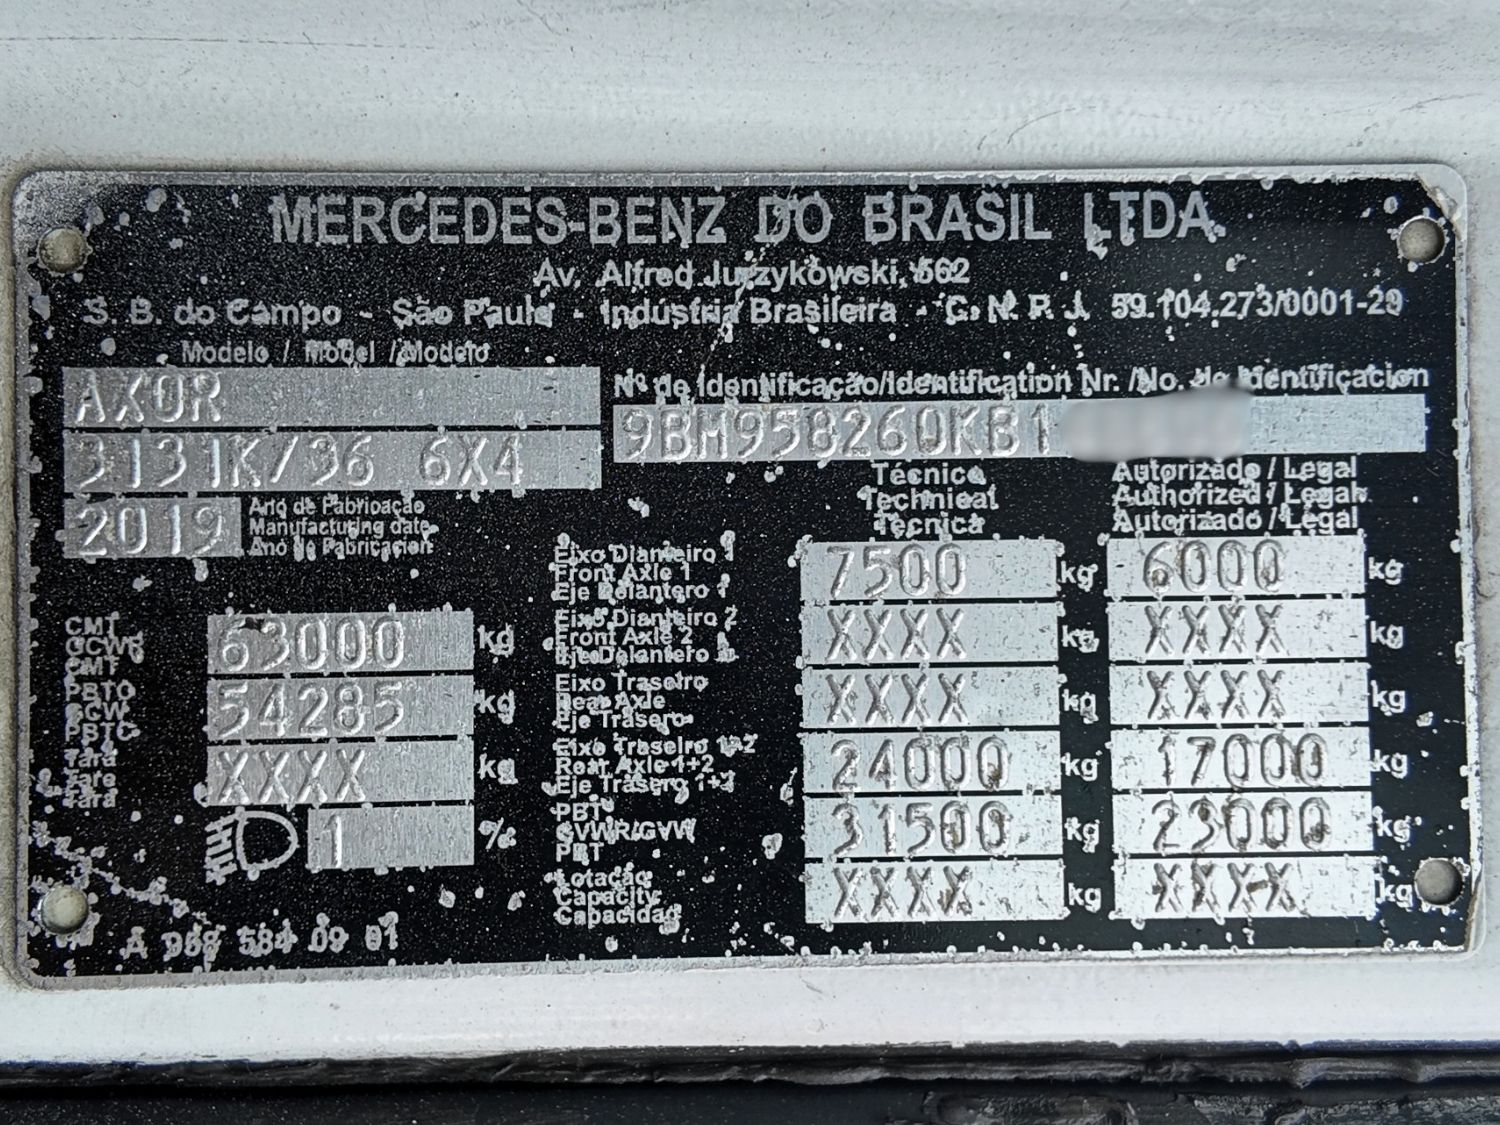 MERCEDES-BENZ DO BRASIL LTDA.
Av. Alfred Jurzykowski, 562
S. B. do Campo - São Paulo - Indústria Brasileira - C. N. P. J. 59.104.273/0001-29
Modelo / Model / Modelo
AXOR
3131K/36 6X4
Nº de Identificação/Identification Nr. /No. de Identificacion
9BM958260KB1
2019
Ano de Fabricação
Manufacturing date
Ano de Fabricacion
Técnico
Technical
Tecnica
Autorizado / Legal
Authorized / Legal
Autorizado / Legal
CMT
GCWR
CMT
63000 kg
PBTC
GCW
PBTC
54285 kg
Tara
Tare
Tara
XXXX kg
1 %
Eixo Dianteiro 1
Front Axle 1
Eje Delantero 1
7500 kg 6000 kg
Eixo Dianteiro 2
Front Axle 2
Eje Delantero 2
XXXX kg XXXX kg
Eixo Traseiro
Rear Axle
Eje Trasero
XXXX kg XXXX kg
Eixo Traseiro 1+2
Rear Axle 1+2
Eje Trasero 1+2
24000 kg 17000 kg
PBT
GVWR/GVW
PBT
31500 kg 23000 kg
Lotação
Capacity
Capacidad
XXXX kg XXXX kg
A 958 584 09 01